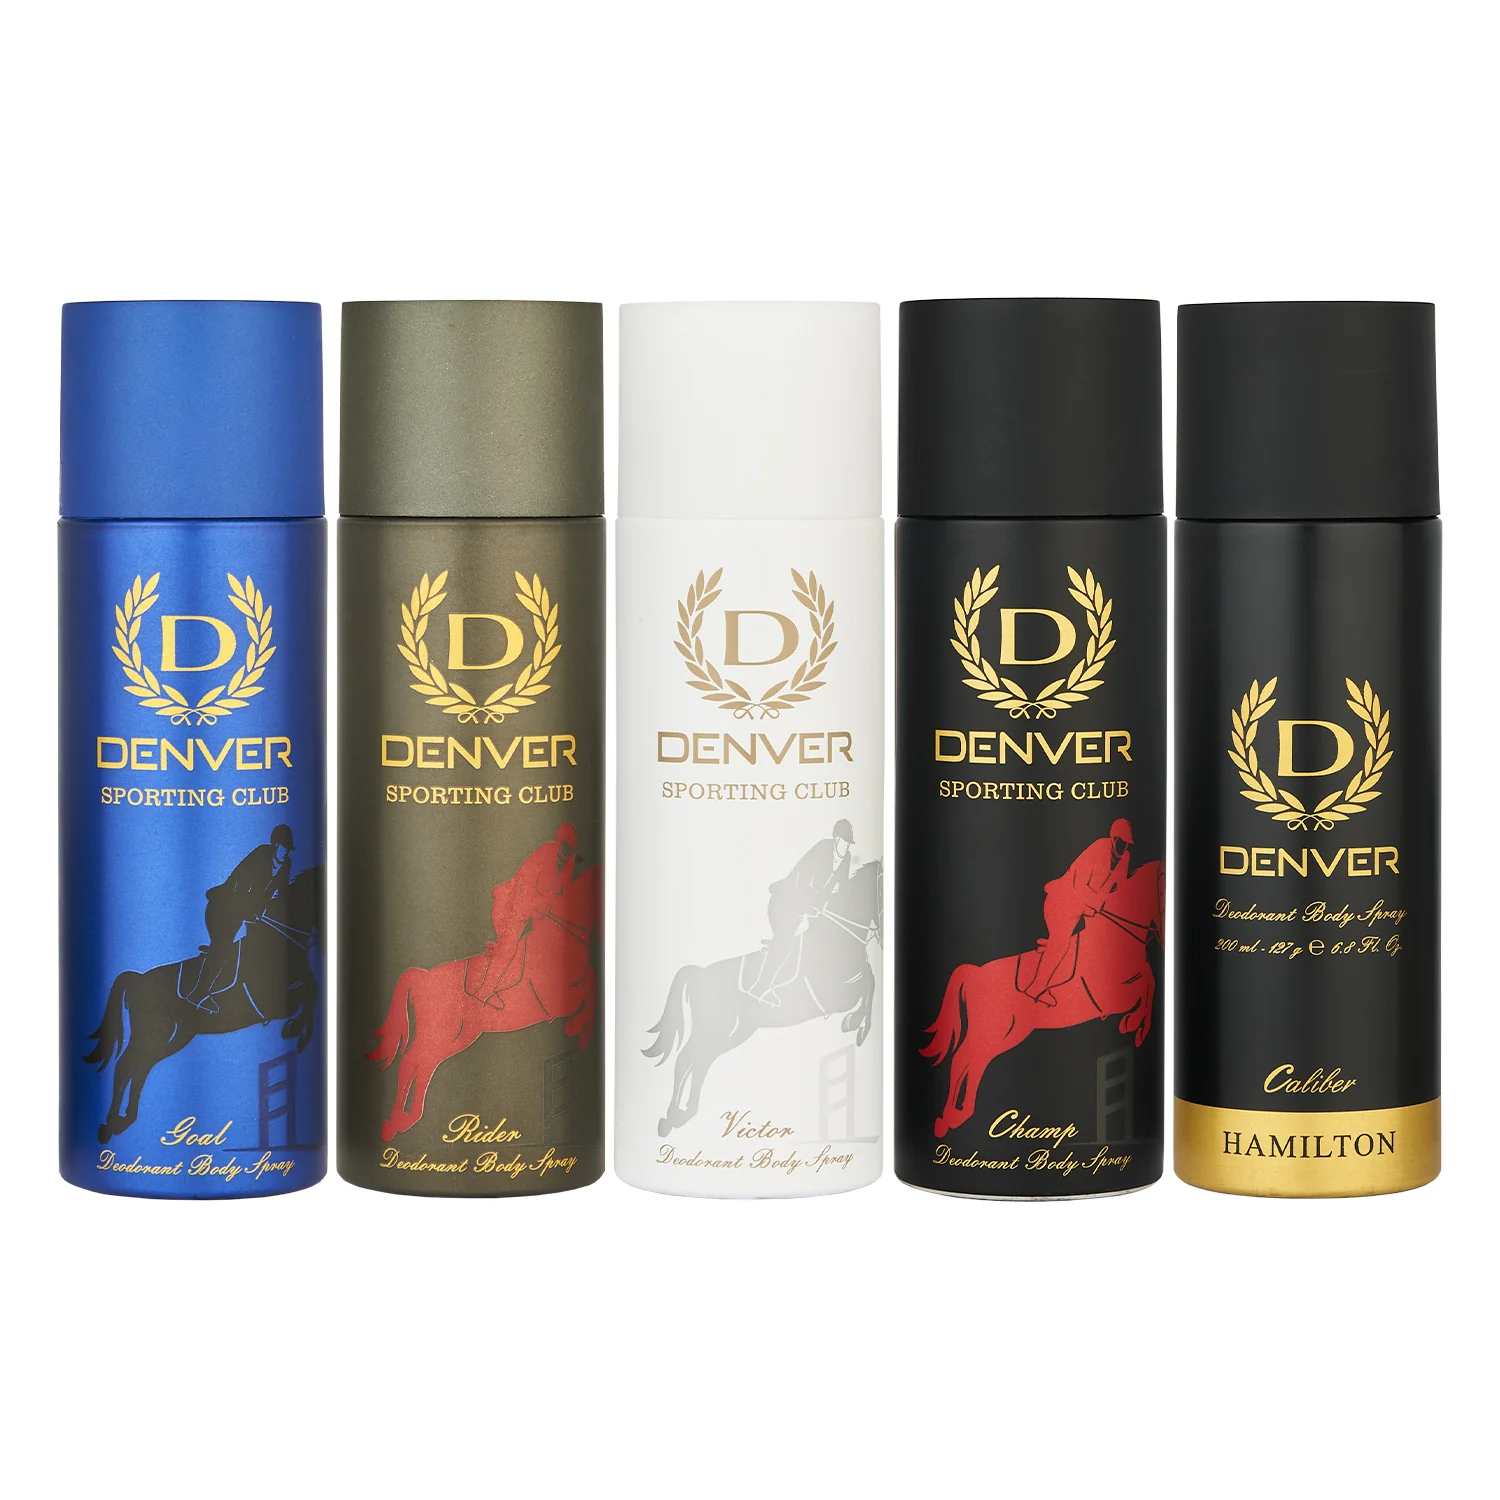 D
DENVER
SPORTING CLUB
Goal
Deodorant Body Spray
D
DENVER
SPORTING CLUB
Rider
Deodorant Body Spray
D
DENVER
SPORTING CLUB
Victor
Deodorant Body Spray
D
DENVER
SPORTING CLUB
Champ
Deodorant Body Spray
D
DENVER
Deodorant Body Spray
200 ml - 127 g ℮ 6.8 Fl. Oz.
Caliber
HAMILTON